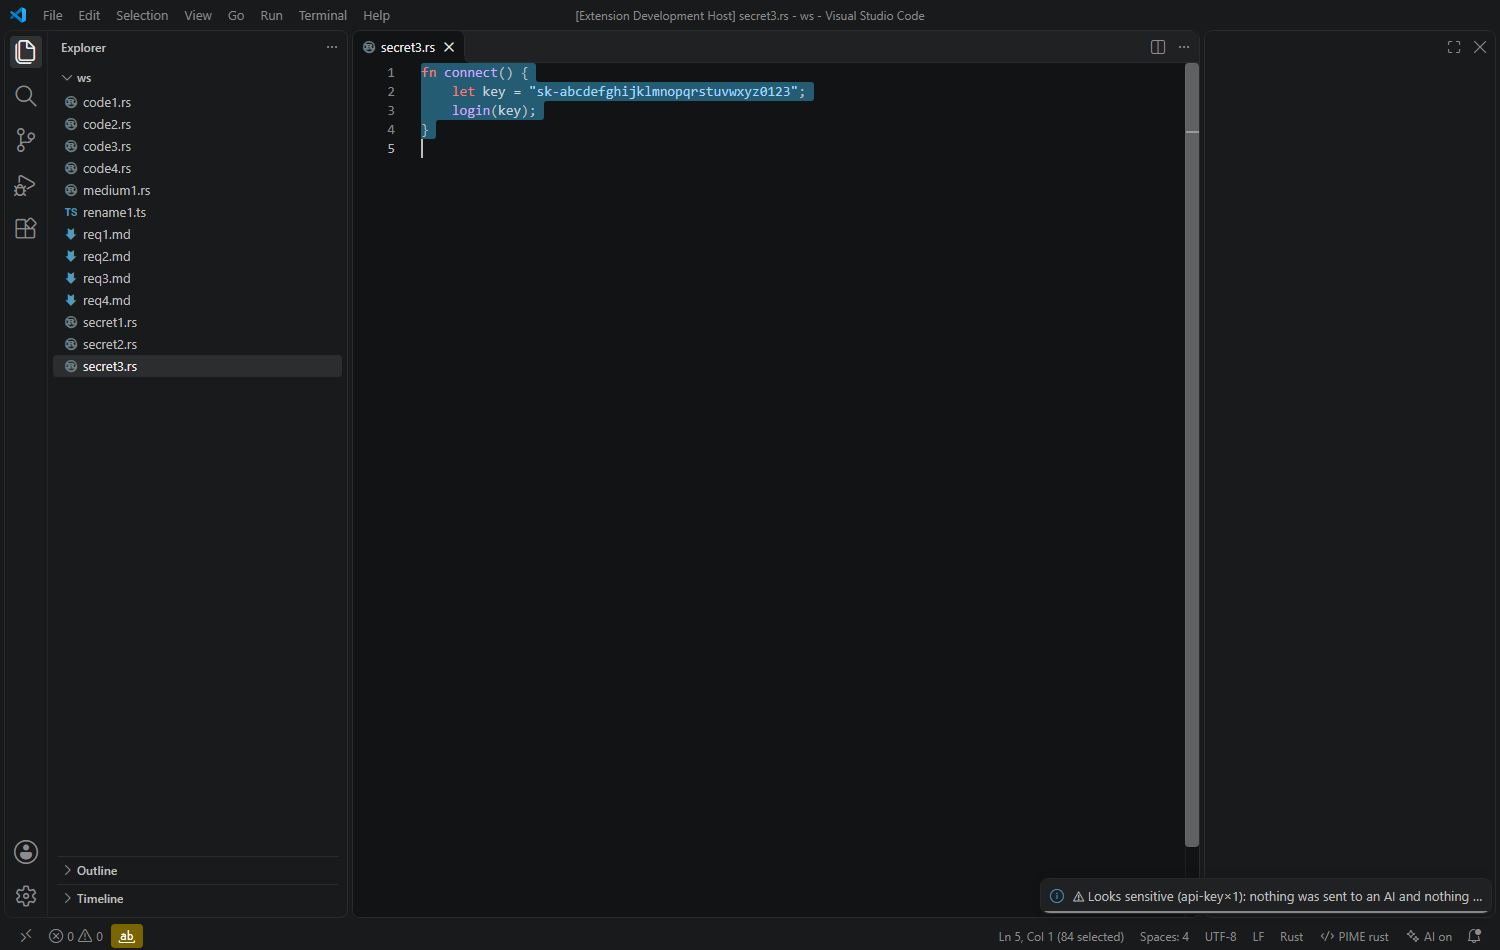 File Edit Selection View Go Run Terminal Help
[Extension Development Host] secret3.rs - ws - Visual Studio Code
Explorer
ws
code1.rs
code2.rs
code3.rs
code4.rs
medium1.rs
TS rename1.ts
req1.md
req2.md
req3.md
req4.md
secret1.rs
secret2.rs
secret3.rs
Outline
Timeline
secret3.rs
1 fn connect() {
2     let key = "sk-abcdefghijklmnopqrstuvwxyz0123";
3     login(key);
4 }
5
⚠ Looks sensitive (api-key×1): nothing was sent to an AI and nothing ...
0 0 ab
Ln 5, Col 1 (84 selected) Spaces: 4 UTF-8 LF Rust PIME rust AI on